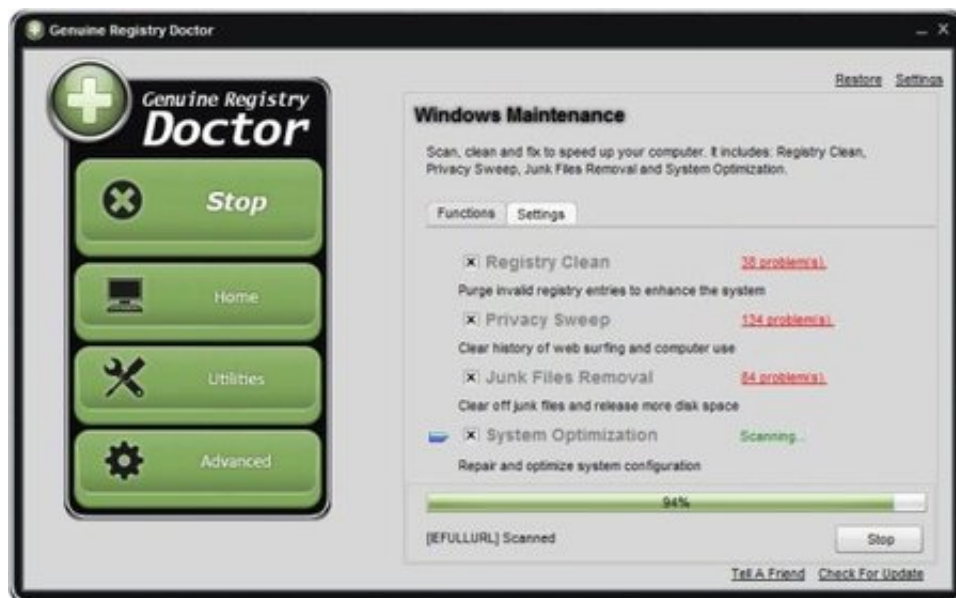 Genuine Registry Doctor
Restore Settings
Genuine Registry
Doctor
Windows Maintenance
Scan, clean and fix to speed up your computer. It includes: Registry Clean,
Privacy Sweep, Junk Files Removal and System Optimization.
Stop
Functions Settings
Registry Clean 38 problem(s).
Purge invalid registry entries to enhance the system
Home
Privacy Sweep 134 problem(s).
Clear history of web surfing and computer use
Utilities
Junk Files Removal 84 problem(s).
Clear off junk files and release more disk space
System Optimization Scanning...
Advanced
Repair and optimize system configuration
94%
[IEFULLURL] Scanned Stop
Tell A Friend Check For Update